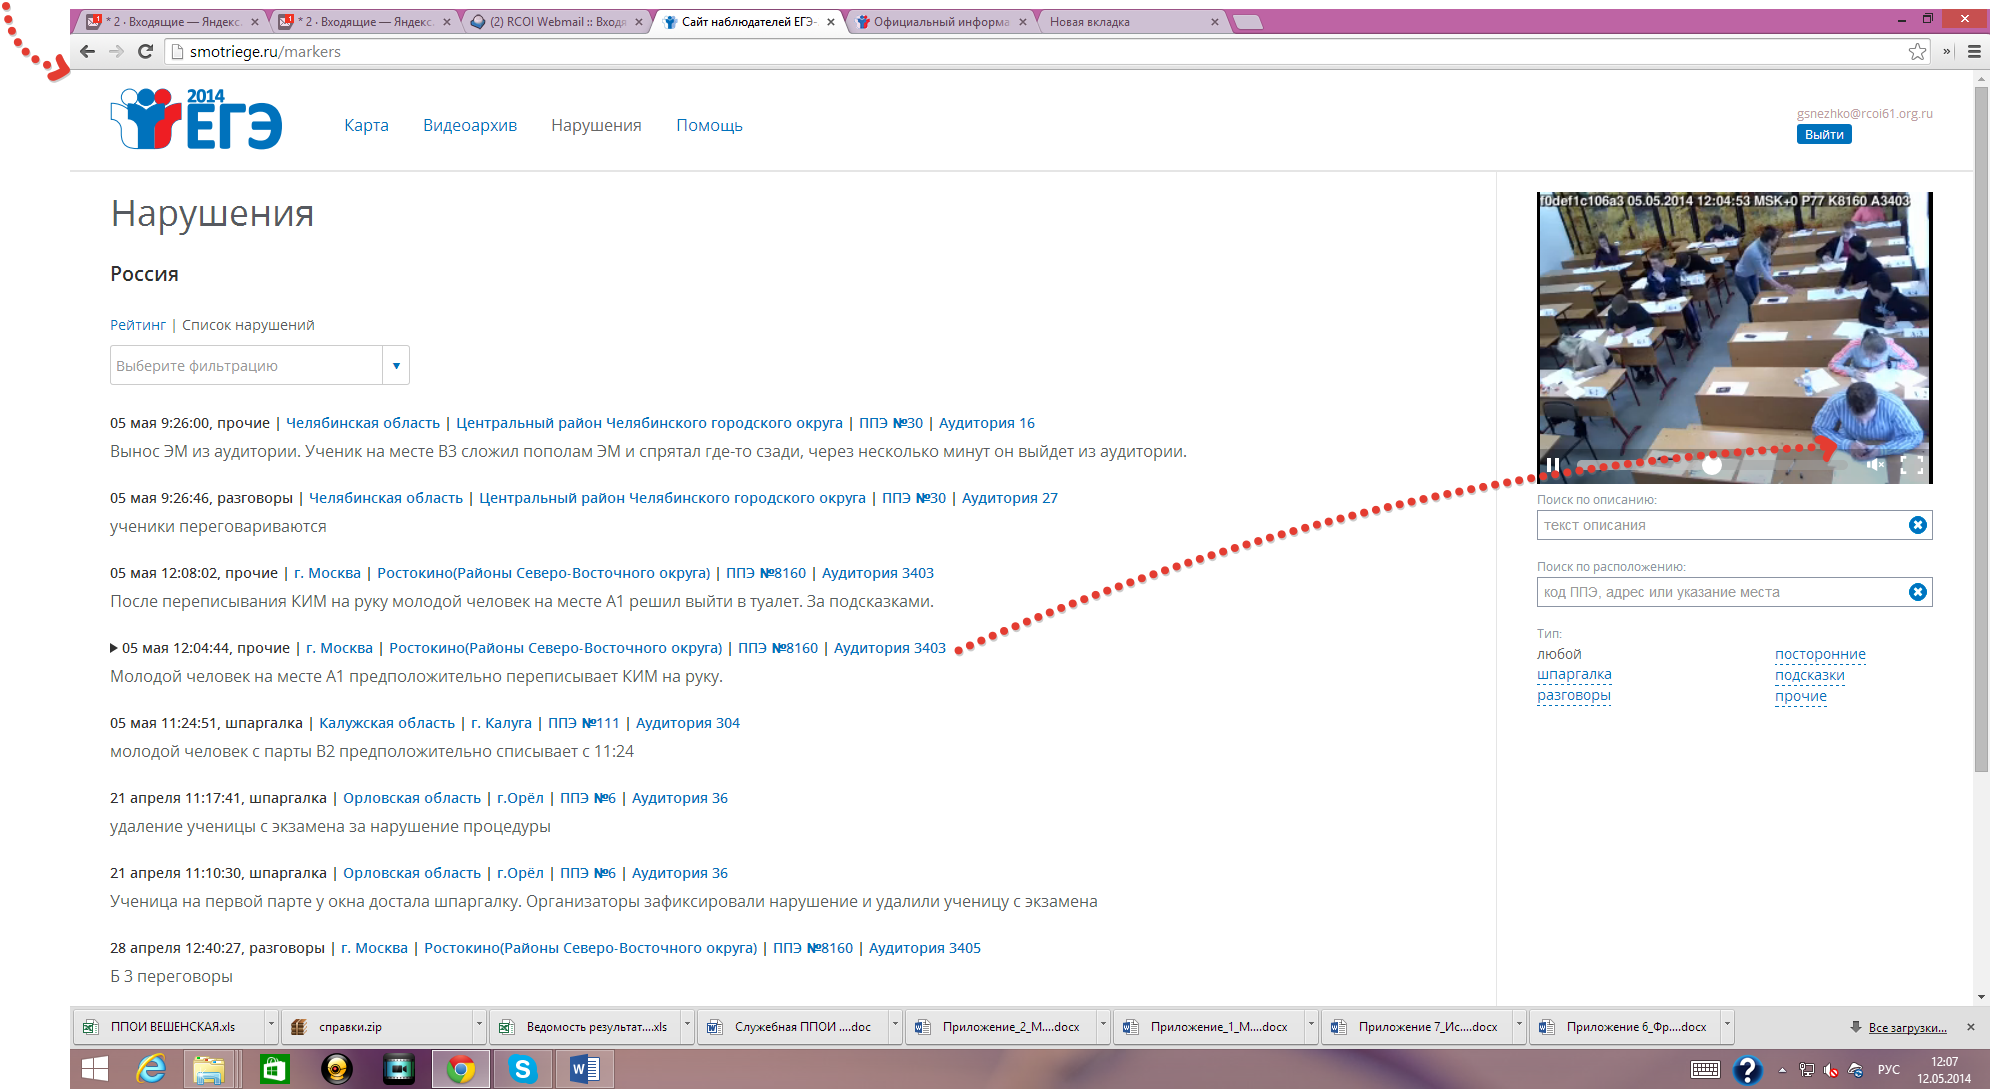 * 2 · Входящие — Яндекс.
* 2 · Входящие — Яндекс.
(2) RCOI Webmail :: Входя
Сайт наблюдателей ЕГЭ-
Официальный информа
Новая вкладка
smotriege.ru/markers
»
2014
ЕГЭ
Карта
Видеоархив
Нарушения
Помощь
gsnezhko@rcoi61.org.ru
Выйти
Нарушения
Россия
Рейтинг | Список нарушений
Выберите фильтрацию
05 мая 9:26:00, прочие | Челябинская область | Центральный район Челябинского городского округа | ППЭ №30 | Аудитория 16
Вынос ЭМ из аудитории. Ученик на месте В3 сложил пополам ЭМ и спрятал где-то сзади, через несколько минут он выйдет из аудитории.
05 мая 9:26:46, разговоры | Челябинская область | Центральный район Челябинского городского округа | ППЭ №30 | Аудитория 27
ученики переговариваются
05 мая 12:08:02, прочие | г. Москва | Ростокино(Районы Северо-Восточного округа) | ППЭ №8160 | Аудитория 3403
После переписывания КИМ на руку молодой человек на месте А1 решил выйти в туалет. За подсказками.
05 мая 12:04:44, прочие | г. Москва | Ростокино(Районы Северо-Восточного округа) | ППЭ №8160 | Аудитория 3403
Молодой человек на месте А1 предположительно переписывает КИМ на руку.
05 мая 11:24:51, шпаргалка | Калужская область | г. Калуга | ППЭ №111 | Аудитория 304
молодой человек с парты В2 предположительно списывает с 11:24
21 апреля 11:17:41, шпаргалка | Орловская область | г.Орёл | ППЭ №6 | Аудитория 36
удаление ученицы с экзамена за нарушение процедуры
21 апреля 11:10:30, шпаргалка | Орловская область | г.Орёл | ППЭ №6 | Аудитория 36
Ученица на первой парте у окна достала шпаргалку. Организаторы зафиксировали нарушение и удалили ученицу с экзамена
28 апреля 12:40:27, разговоры | г. Москва | Ростокино(Районы Северо-Восточного округа) | ППЭ №8160 | Аудитория 3405
Б 3 переговоры
f0def1c106a3 05.05.2014 12:04:53 MSK+0 P77 K8160 A3403
Поиск по описанию:
текст описания
Поиск по расположению:
код ППЭ, адрес или указание места
Тип:
любой
шпаргалка
разговоры
посторонние
подсказки
прочие
ППОИ ВЕШЕНСКАЯ.xls
справки.zip
Ведомость результат....xls
Служебная ППОИ ....doc
Приложение_2_М....docx
Приложение_1_М....docx
Приложение 7_Ис....docx
Приложение 6_Фр....docx
Все загрузки...
РУС
12:07
12.05.2014